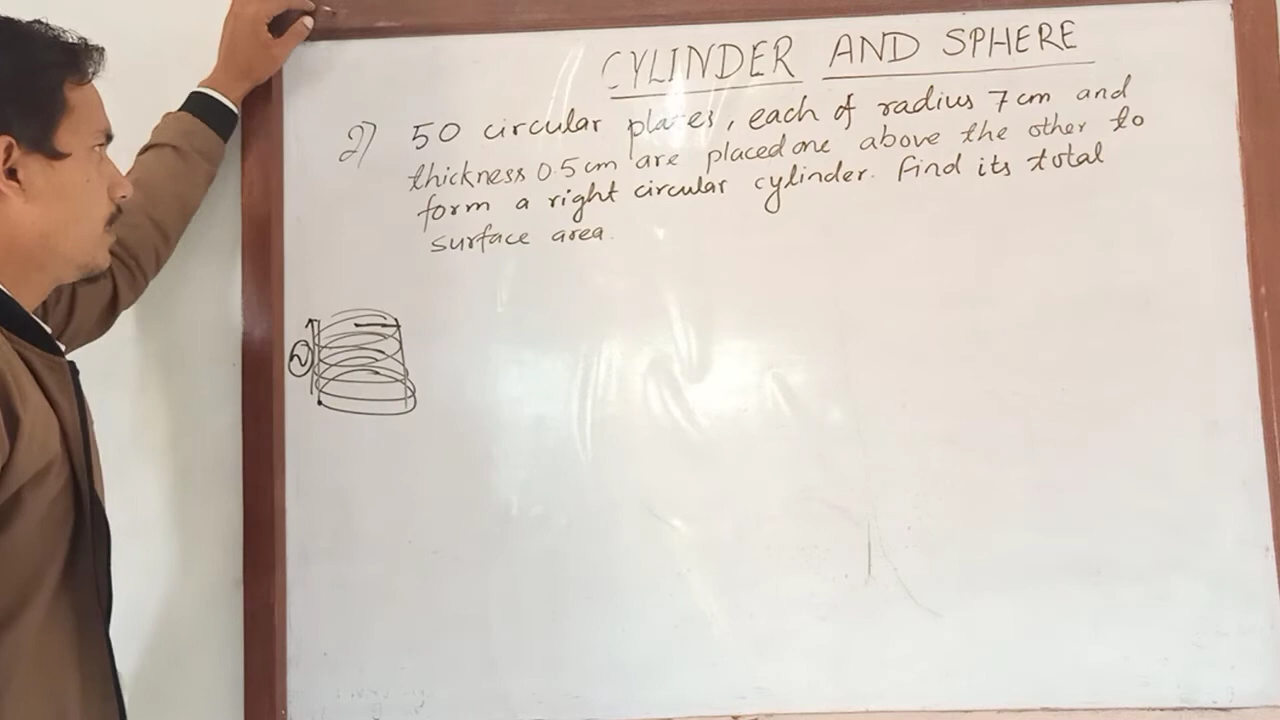 CYLINDER AND SPHERE
2) 50 circular plates, each of radius 7 cm and
thickness 0.5 cm are placed one above the other to
form a right circular cylinder. Find its total
surface area.